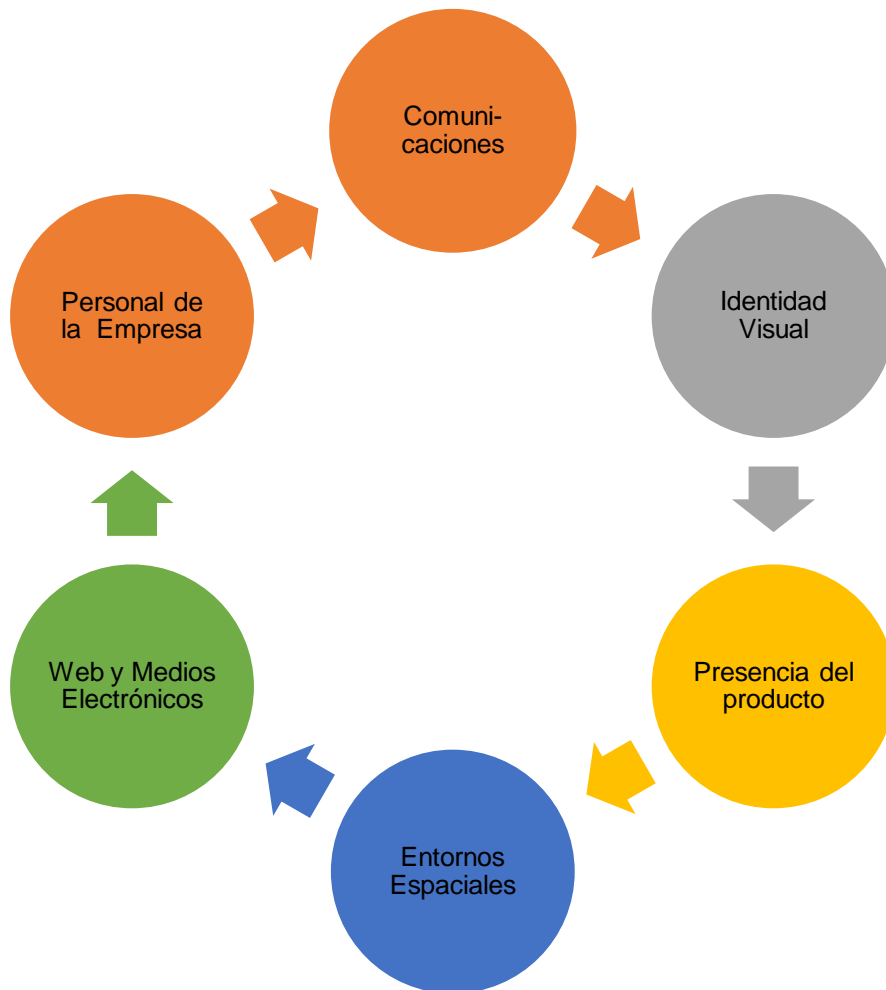 Comuni-
caciones
Identidad
Visual
Presencia del
producto
Entornos
Espaciales
Web y Medios
Electrónicos
Personal de
la Empresa